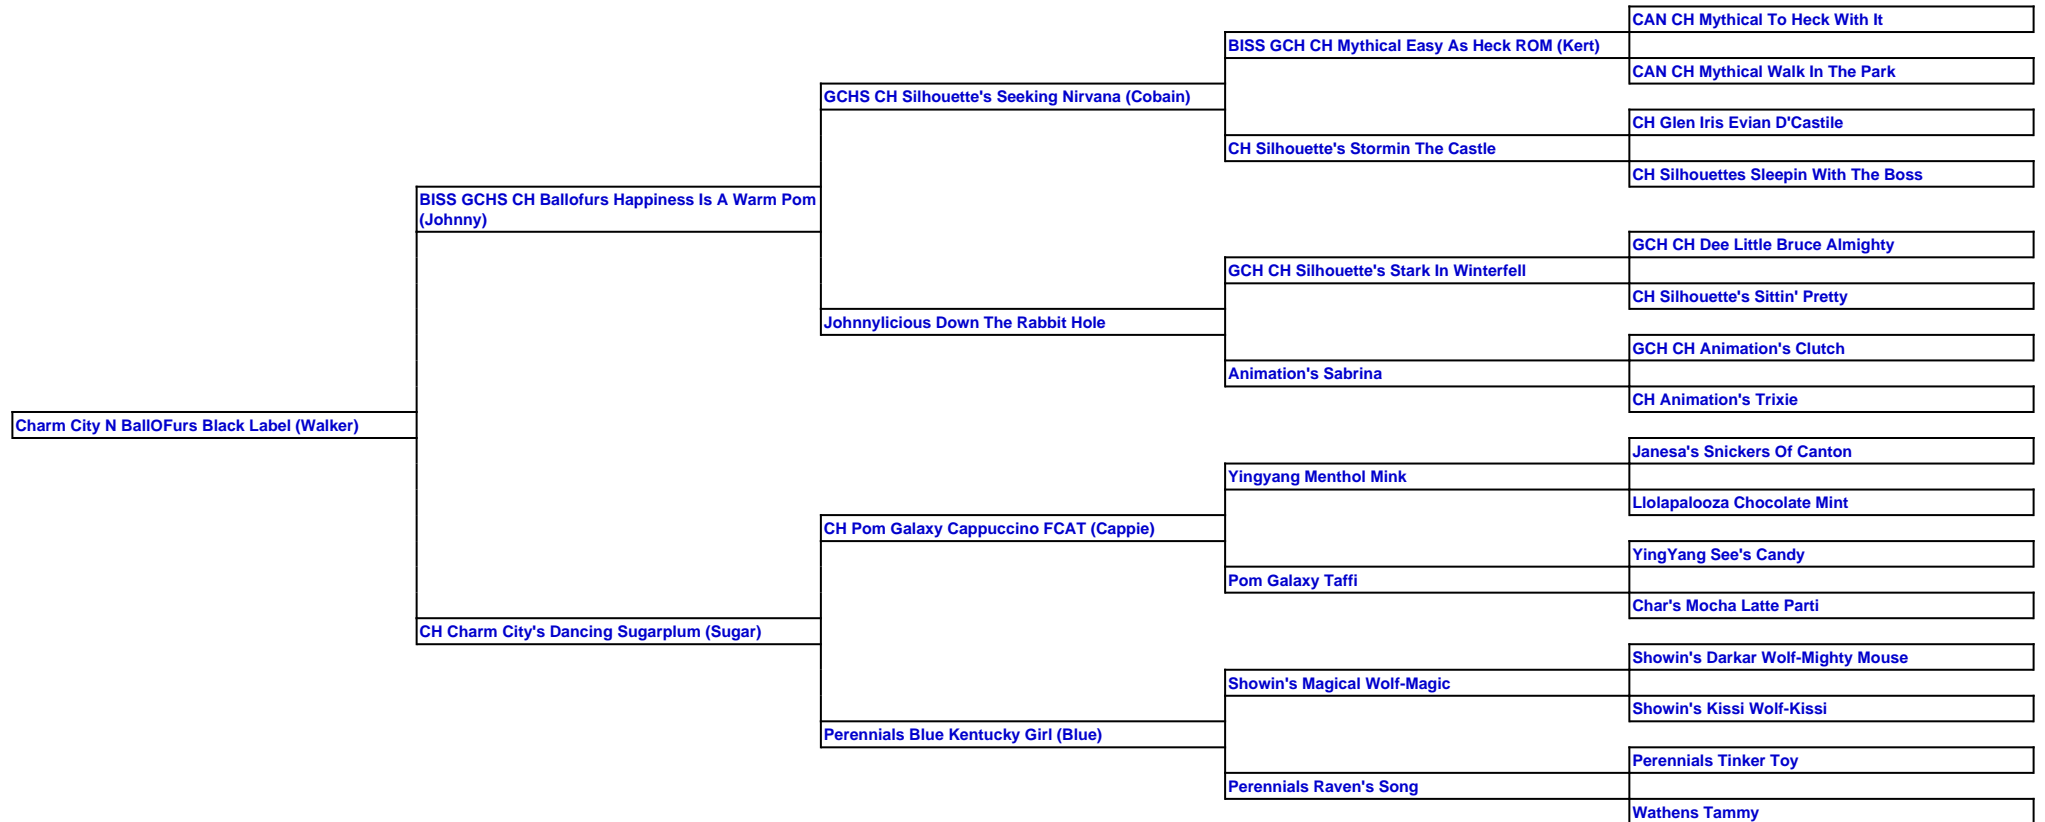 CAN CH Mythical To Heck With It
BISS GCH CH Mythical Easy As Heck ROM (Kert)
CAN CH Mythical Walk In The Park
GCHS CH Silhouette's Seeking Nirvana (Cobain)
CH Glen Iris Evian D'Castile
CH Silhouette's Stormin The Castle
CH Silhouettes Sleepin With The Boss
BISS GCHS CH Ballofurs Happiness Is A Warm Pom
(Johnny)
GCH CH Dee Little Bruce Almighty
GCH CH Silhouette's Stark In Winterfell
CH Silhouette's Sittin' Pretty
Johnnylicious Down The Rabbit Hole
GCH CH Animation's Clutch
Animation's Sabrina
CH Animation's Trixie
Charm City N BallOFurs Black Label (Walker)
Janesa's Snickers Of Canton
Yingyang Menthol Mink
Llolapalooza Chocolate Mint
CH Pom Galaxy Cappuccino FCAT (Cappie)
YingYang See's Candy
Pom Galaxy Taffi
Char's Mocha Latte Parti
CH Charm City's Dancing Sugarplum (Sugar)
Showin's Darkar Wolf-Mighty Mouse
Showin's Magical Wolf-Magic
Showin's Kissi Wolf-Kissi
Perennials Blue Kentucky Girl (Blue)
Perennials Tinker Toy
Perennials Raven's Song
Wathens Tammy